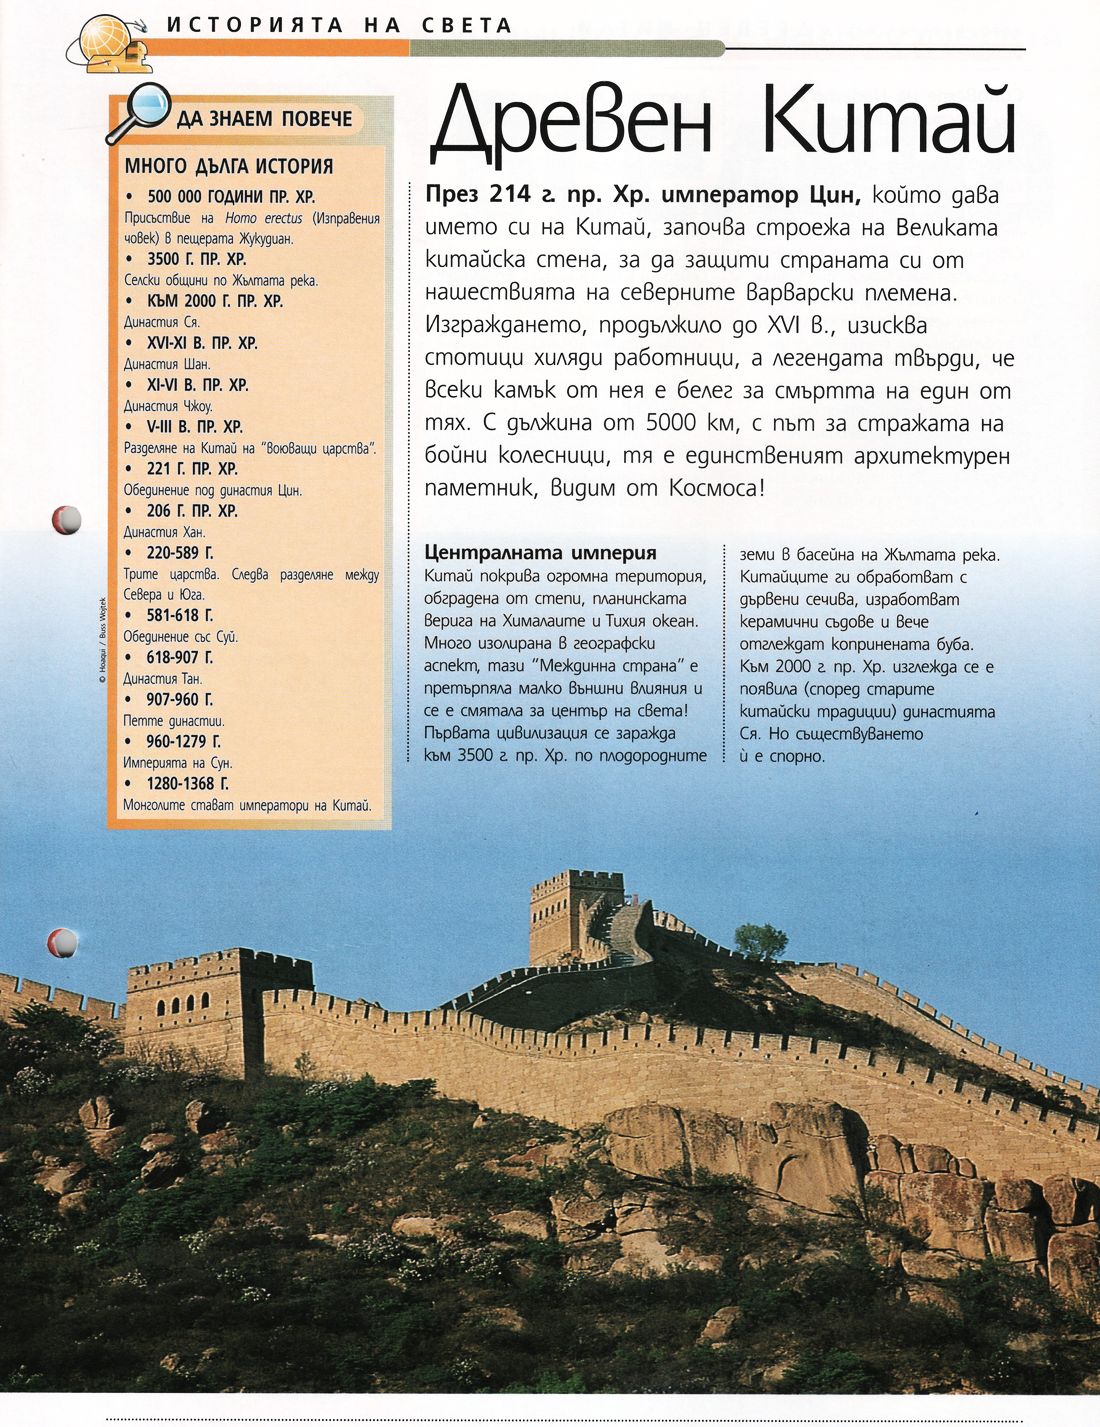 ИСТОРИЯТА НА СВЕТА
ДА ЗНАЕМ ПОВЕЧЕ
МНОГО ДЪЛГА ИСТОРИЯ
• 500 000 ГОДИНИ ПР. ХР.
Присъствие на Homo erectus (Изправения
човек) в пещерата Жукудиан.
• 3500 Г. ПР. ХР.
Селски общини по Жълтата река.
• КЪМ 2000 Г. ПР. ХР.
Династия Ся.
• XVI-XI В. ПР. ХР.
Династия Шан.
• XI-VI В. ПР. ХР.
Династия Чжоу.
• V-III В. ПР. ХР.
Разделяне на Китай на "воюващи царства".
• 221 Г. ПР. ХР.
Обединение под династия Цин.
• 206 Г. ПР. ХР.
Династия Хан.
• 220-589 Г.
Трите царства. Следва разделяне между
Севера и Юга.
• 581-618 Г.
Обединение със Суй.
• 618-907 Г.
Династия Тан.
• 907-960 Г.
Петте династии.
• 960-1279 Г.
Империята на Сун.
• 1280-1368 Г.
Монголите стават императори на Китай.
© Hoaqui / Buss Wojtek
Древен Китай
През 214 г. пр. Хр. император Цин, който дава
името си на Китай, започва строежа на Великата
китайска стена, за да защити страната си от
нашествията на северните варварски племена.
Изграждането, продължило до XVI в., изисква
стотици хиляди работници, а легендата твърди, че
всеки камък от нея е белег за смъртта на един от
тях. С дължина от 5000 км, с път за стражата на
бойни колесници, тя е единственият архитектурен
паметник, видим от Космоса!
Централната империя
Китай покрива огромна територия,
обградена от степи, планинската
верига на Хималаите и Тихия океан.
Много изолирана в географски
аспект, тази "Междинна страна" е
претърпяла малко външни влияния и
се е смятала за център на света!
Първата цивилизация се заражда
към 3500 г. пр. Хр. по плодородните
земи в басейна на Жълтата река.
Китайците ги обработват с
дървени сечива, изработват
керамични съдове и вече
отглеждат копринената буба.
Към 2000 г. пр. Хр. изглежда се е
появила (според старите
китайски традиции) династията
Ся. Но съществуването
ѝ е спорно.